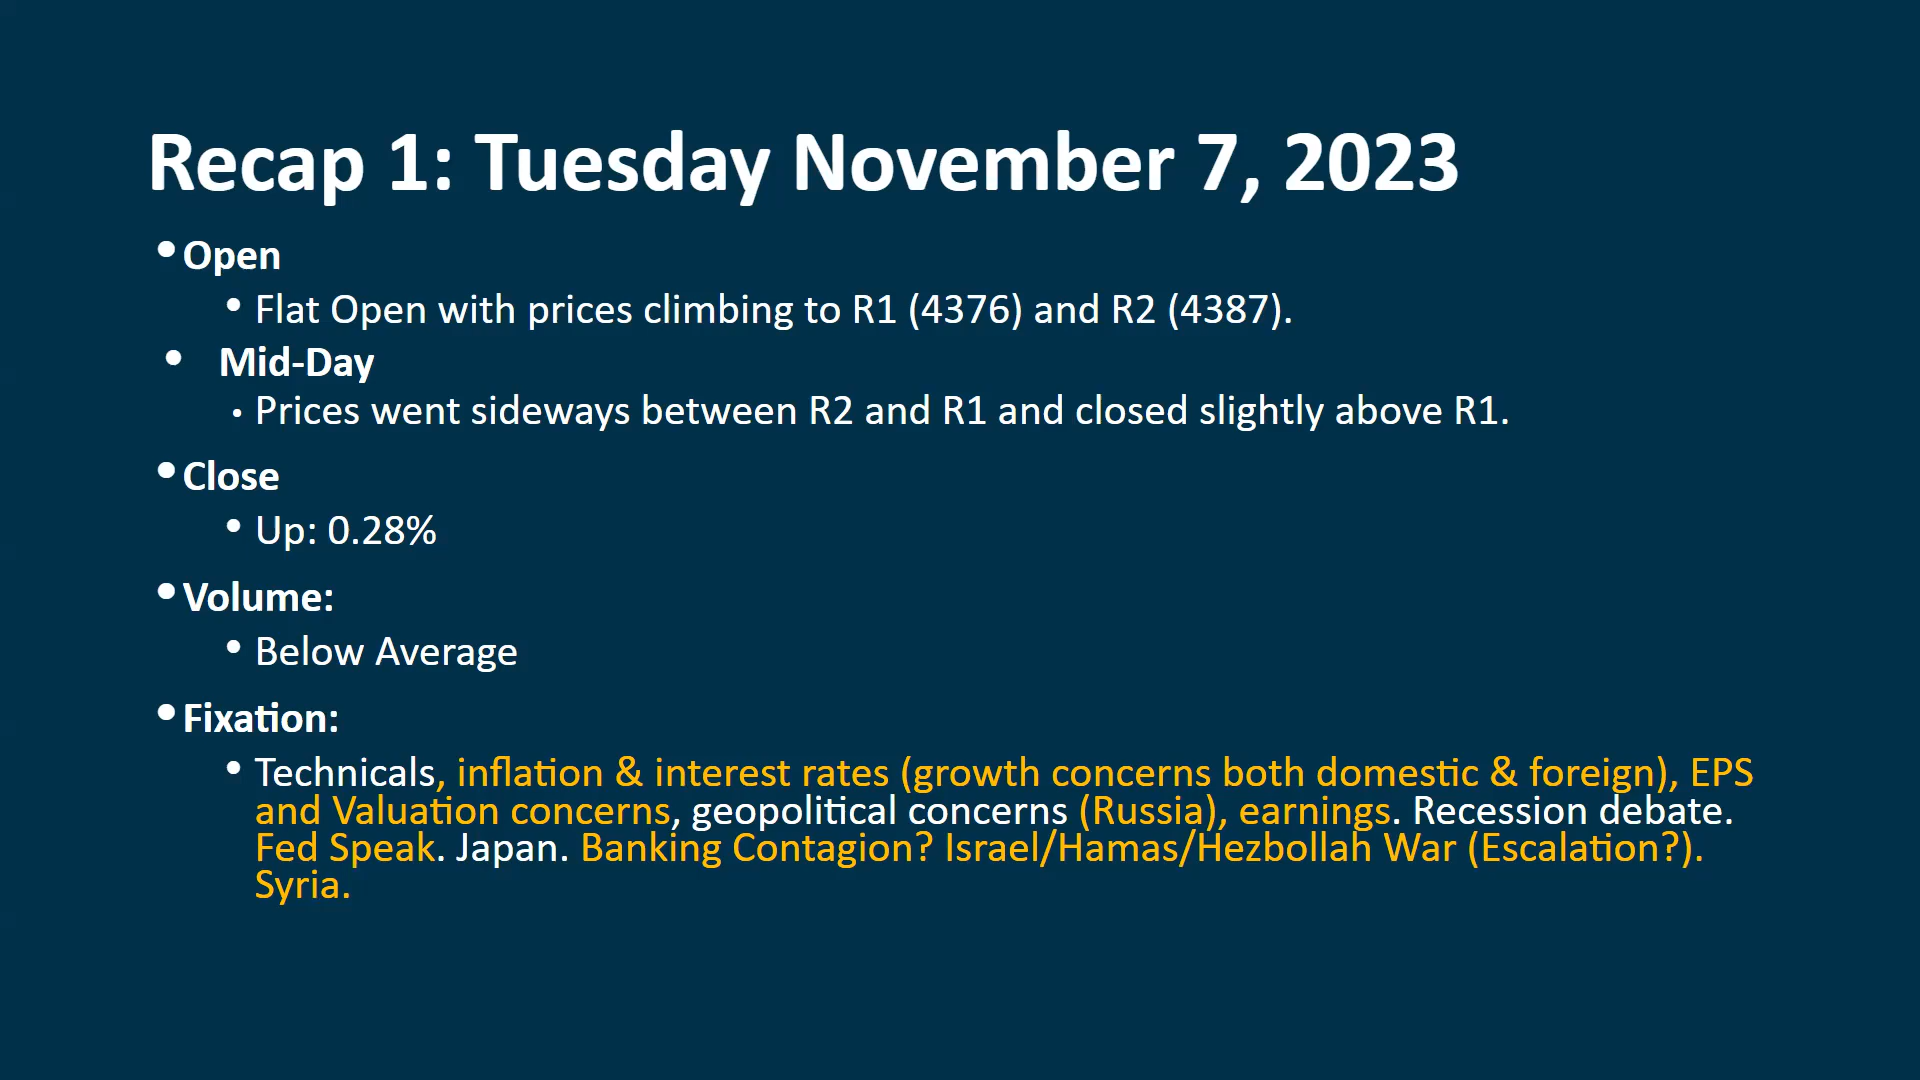 Recap 1: Tuesday November 7, 2023
•Open
• Flat Open with prices climbing to R1 (4376) and R2 (4387).
• Mid-Day
• Prices went sideways between R2 and R1 and closed slightly above R1.
•Close
• Up: 0.28%
•Volume:
• Below Average
•Fixation:
• Technicals, inflation & interest rates (growth concerns both domestic & foreign), EPS
and Valuation concerns, geopolitical concerns (Russia), earnings. Recession debate.
Fed Speak. Japan. Banking Contagion? Israel/Hamas/Hezbollah War (Escalation?).
Syria.